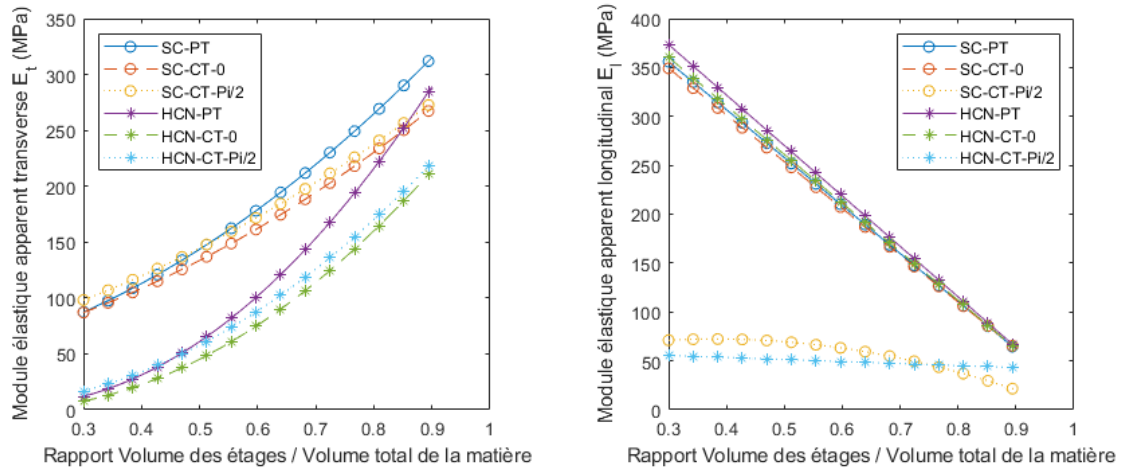 Module élastique apparent transverse E_t (MPa)
350
300
250
200
150
100
50
0
SC-PT
SC-CT-0
SC-CT-Pi/2
HCN-PT
HCN-CT-0
HCN-CT-Pi/2
0.3 0.4 0.5 0.6 0.7 0.8 0.9 1
Rapport Volume des étages / Volume total de la matière
Module élastique apparent longitudinal E_l (MPa)
400
350
300
250
200
150
100
50
0
SC-PT
SC-CT-0
SC-CT-Pi/2
HCN-PT
HCN-CT-0
HCN-CT-Pi/2
0.3 0.4 0.5 0.6 0.7 0.8 0.9 1
Rapport Volume des étages / Volume total de la matière